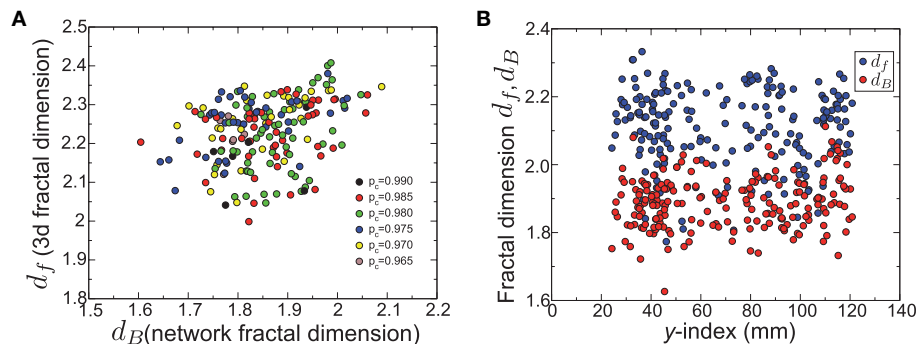 A
2.5
2.4
2.3
2.2
2.1
2
1.9
1.8
d_f (3d fractal dimension)
p_c=0.990
p_c=0.985
p_c=0.980
p_c=0.975
p_c=0.970
p_c=0.965
1.5 1.6 1.7 1.8 1.9 2 2.1 2.2
d_B(network fractal dimension)
B
2.4
2.2
2.0
1.8
1.6
Fractal dimension d_f, d_B
d_f
d_B
0 20 40 60 80 100 120 140
y-index (mm)